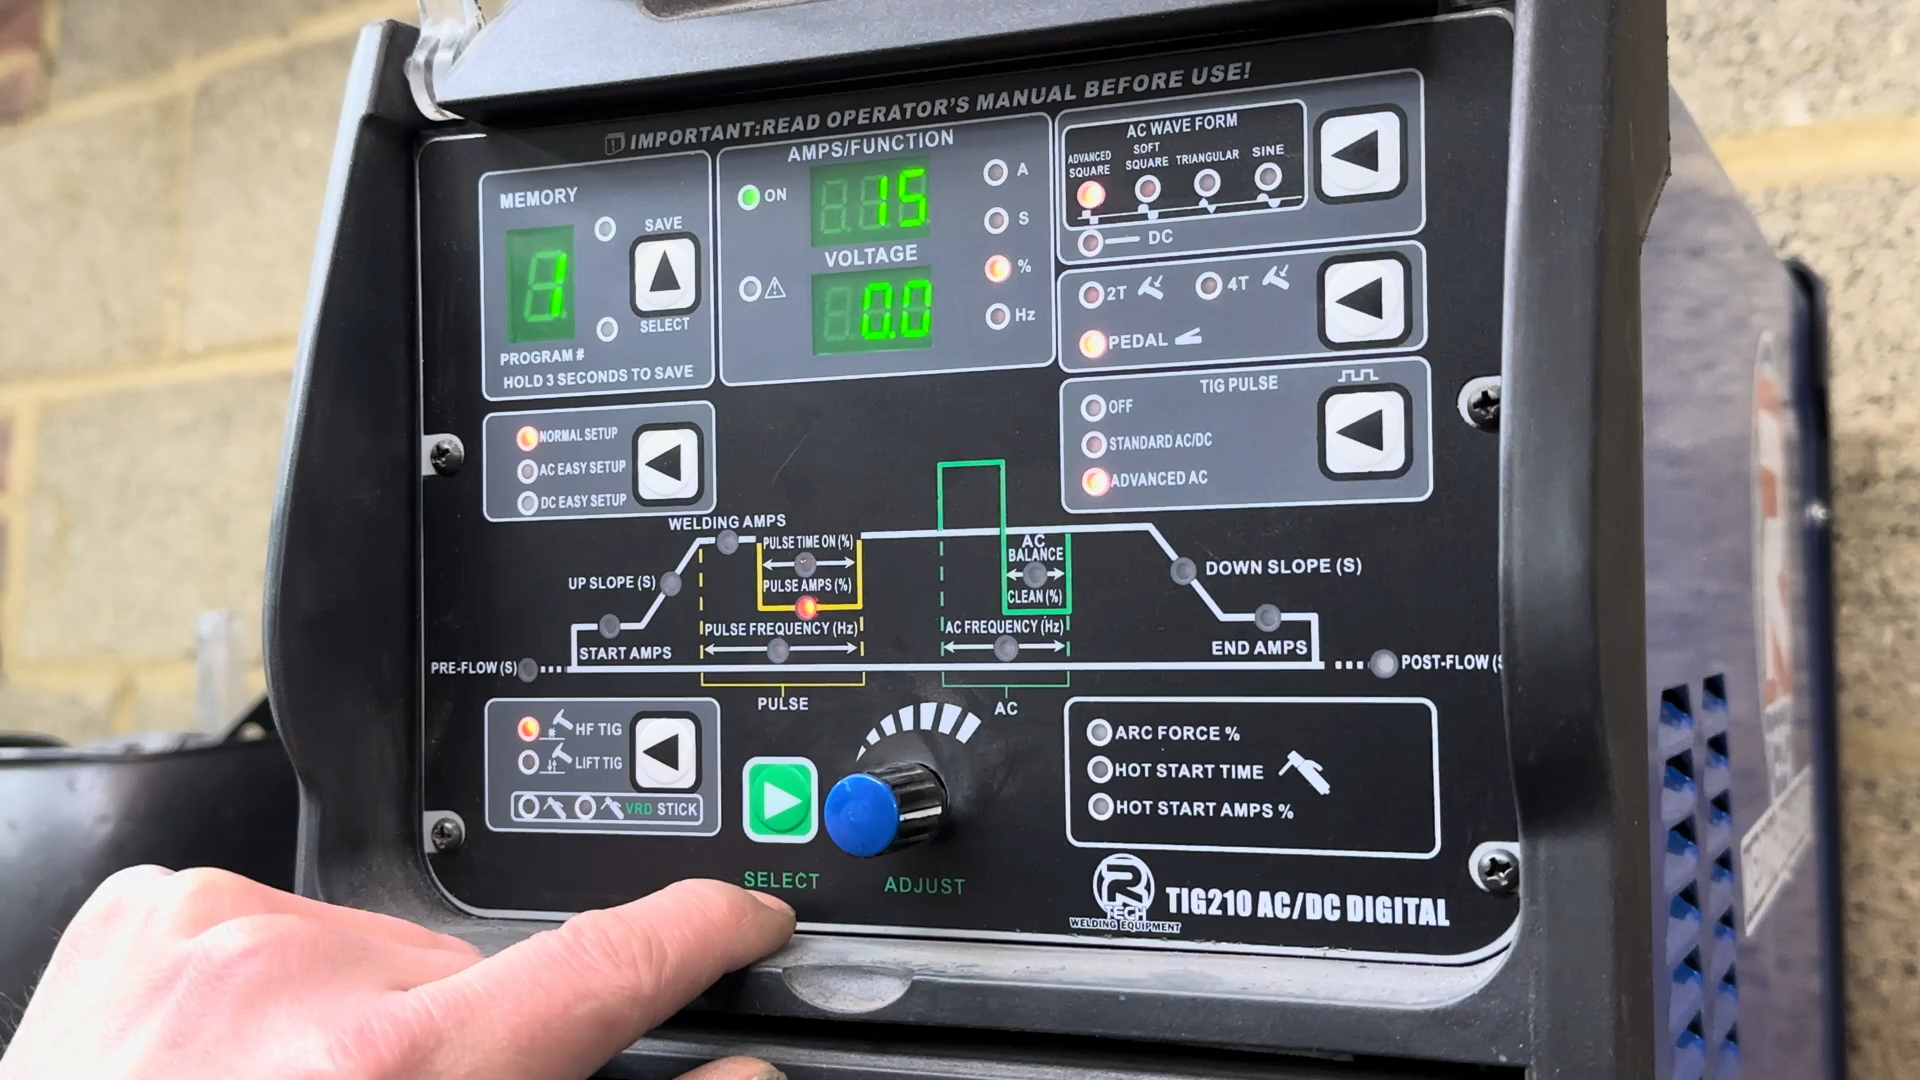 IMPORTANT:READ OPERATOR'S MANUAL BEFORE USE!
MEMORY
1
SAVE
SELECT
PROGRAM #
HOLD 3 SECONDS TO SAVE
AMPS/FUNCTION
ON
15
VOLTAGE
0.0
A
S
%
Hz
AC WAVE FORM
ADVANCED SQUARE
SOFT SQUARE
TRIANGULAR
SINE
DC
2T
4T
PEDAL
TIG PULSE
OFF
STANDARD AC/DC
ADVANCED AC
NORMAL SETUP
AC EASY SETUP
DC EASY SETUP
WELDING AMPS
PULSE TIME ON (%)
UP SLOPE (S)
PULSE AMPS (%)
START AMPS
PULSE FREQUENCY (Hz)
PRE-FLOW (S)
PULSE
AC
BALANCE
CLEAN (%)
AC FREQUENCY (Hz)
AC
DOWN SLOPE (S)
END AMPS
POST-FLOW (S
HF TIG
LIFT TIG
VRD STICK
SELECT
ADJUST
ARC FORCE %
HOT START TIME
HOT START AMPS %
R
TECH
WELDING EQUIPMENT
TIG210 AC/DC DIGITAL